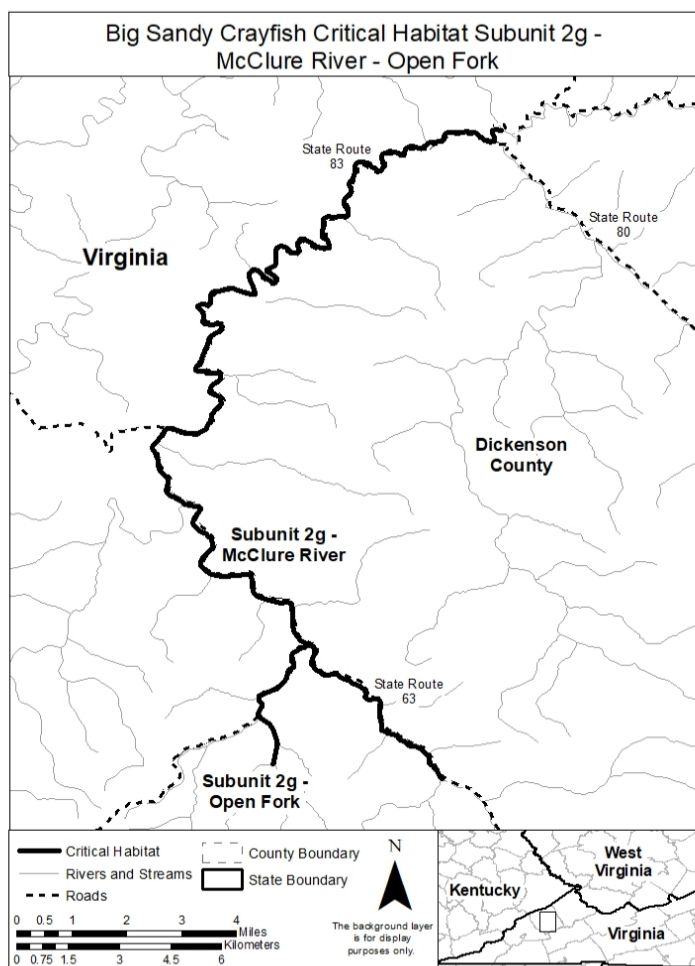 Big Sandy Crayfish Critical Habitat Subunit 2g -
McClure River - Open Fork
State Route
83
State Route
80
Virginia
Dickenson
County
Subunit 2g -
McClure River
State Route
63
Subunit 2g -
Open Fork
Critical Habitat
Rivers and Streams
Roads
County Boundary
State Boundary
N
The background layer
is for display
purposes only.
0 0.5 1 2 3 4
Miles
Kilometers
0 0.75 1.5 3 4.5 6
West
Virginia
Kentucky
Virginia